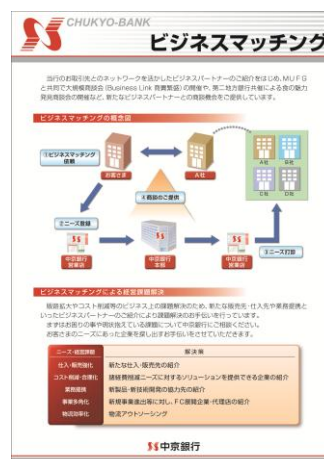 CHUKYO-BANK
ビジネスマッチング
当行のお取引先とのネットワークを活かしたビジネスパートナーのご紹介をはじめ、MUFG
と共同で大規模商談会（Business Link 商賣繁盛）の開催や、第二地方銀行共催による食の魅力
発見商談会の開催など、新たなビジネスパートナーとの商談機会をご提供しています。
ビジネスマッチングの概念図
①ビジネスマッチング
依頼
お客さま
A社
A社
B社
C社
D社
④商談のご提供
②ニーズ登録
③ニーズ打診
中京銀行
営業店
中京銀行
本部
中京銀行
営業店
ビジネスマッチングによる経営課題解決
販路拡大やコスト削減等のビジネス上の課題解決のため、新たな販売先・仕入先や業務提携と
いったビジネスパートナーのご紹介により課題解決のお手伝いを行っています。
まずはお困りの事や現状抱えている課題について中京銀行にご相談ください。
お客さまのニーズにあった企業を探し出すお手伝いをさせていただきます。
ニーズ・経営課題
解決策
仕入・販売強化
新たな仕入・販売先の紹介
コスト削減・合理化
諸経費削減ニーズに対するソリューションを提供できる企業の紹介
業務提携
新製品・新技術開発の協力先の紹介
事業多角化
新規事業進出等に対し、FC展開企業・代理店の紹介
物流効率化
物流アウトソーシング
中京銀行